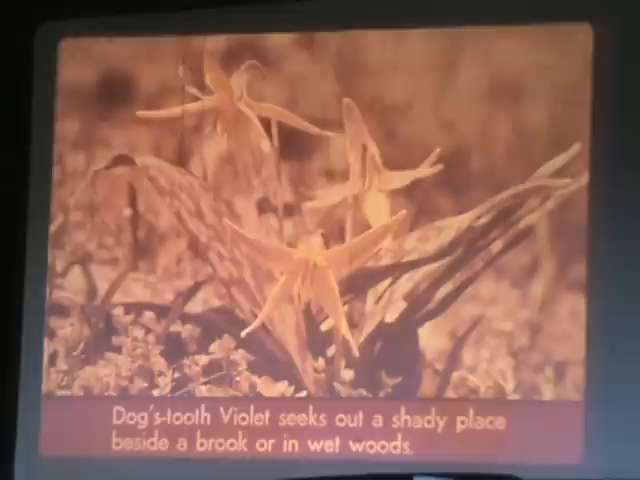 Dog's-tooth Violet seeks out a shady place
beside a brook or in wet woods.